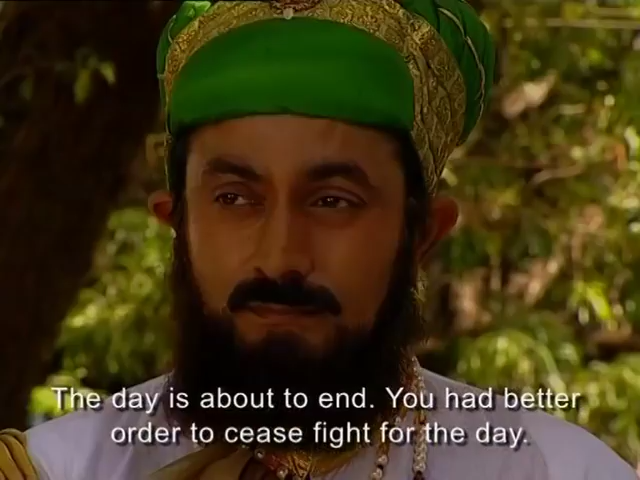 The day is about to end. You had better
order to cease fight for the day.